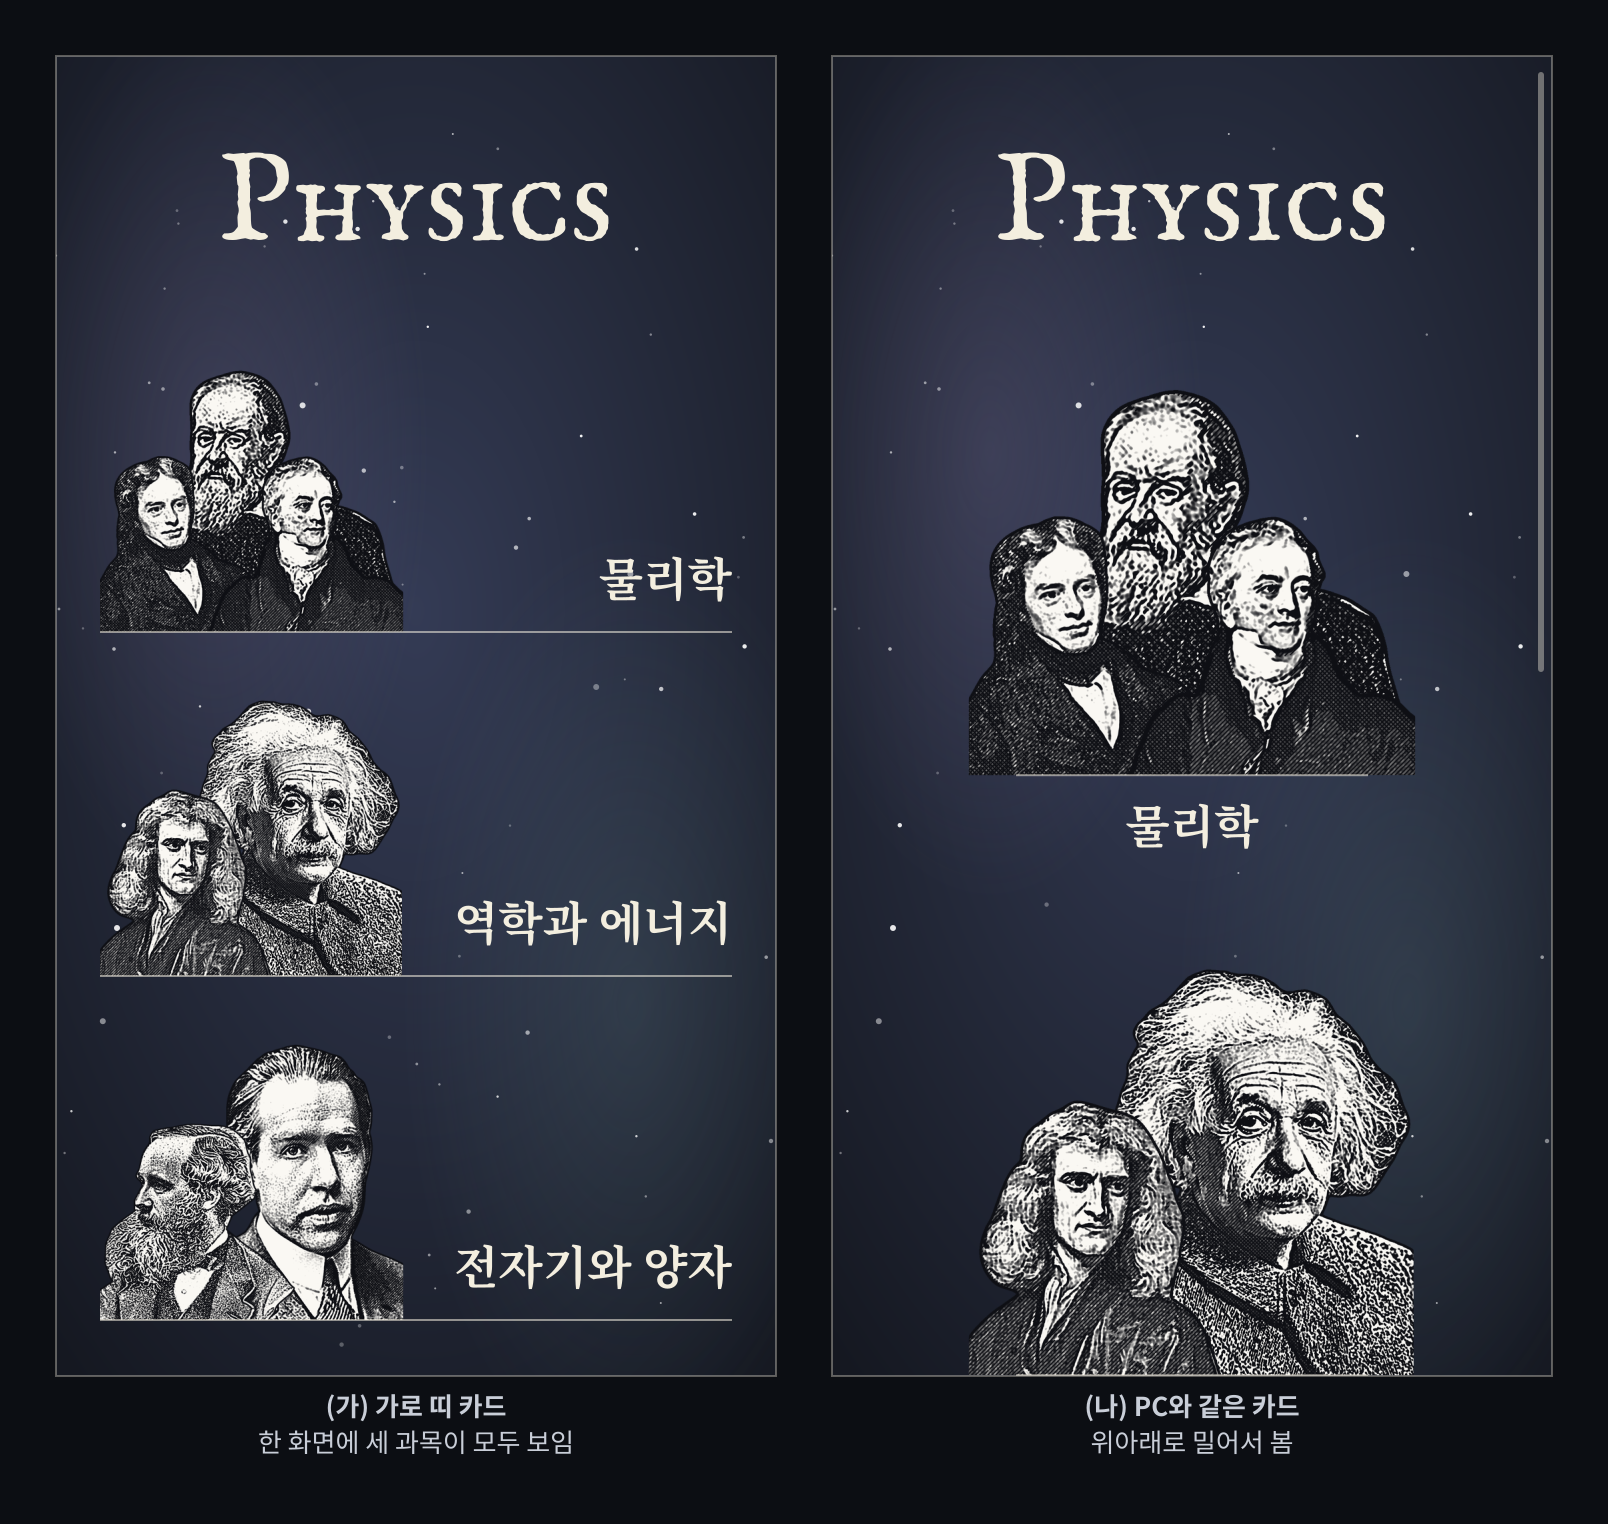 Physics
물리학
역학과 에너지
전자기와 양자
(가) 가로 띠 카드
한 화면에 세 과목이 모두 보임
Physics
물리학
(나) PC와 같은 카드
위아래로 밀어서 봄